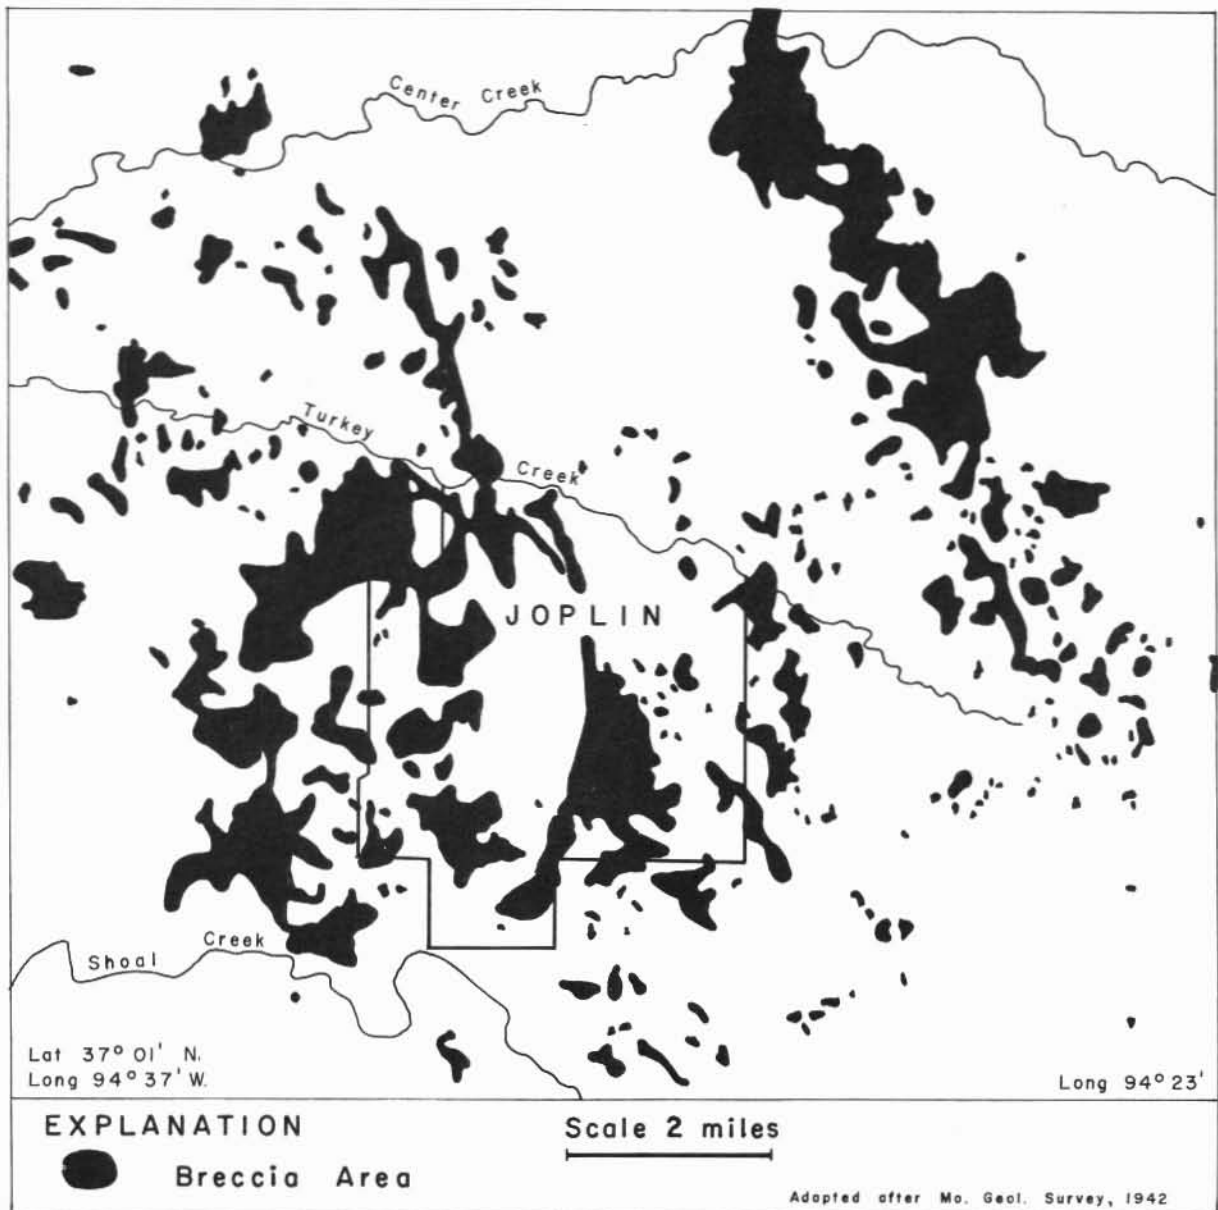 Center Creek
Turkey Creek
JOPLIN
Shoal Creek
Lat 37° 01' N.
Long 94° 37' W.
Long 94° 23'
EXPLANATION
Breccia Area
Scale 2 miles
Adapted after Mo. Geol. Survey, 1942